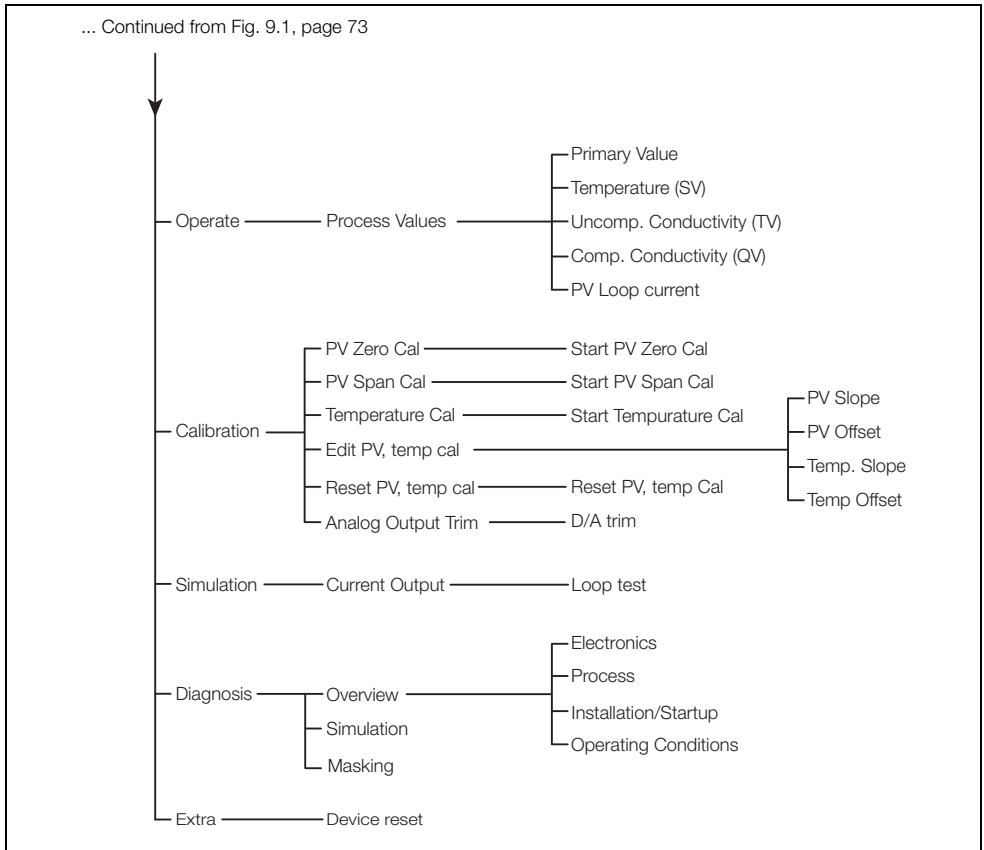 ... Continued from Fig. 9.1, page 73
Operate
Process Values
Primary Value
Temperature (SV)
Uncomp. Conductivity (TV)
Comp. Conductivity (QV)
PV Loop current
Calibration
PV Zero Cal
Start PV Zero Cal
PV Span Cal
Start PV Span Cal
Temperature Cal
Start Tempurature Cal
Edit PV, temp cal
PV Slope
PV Offset
Temp. Slope
Temp Offset
Reset PV, temp cal
Reset PV, temp Cal
Analog Output Trim
D/A trim
Simulation
Current Output
Loop test
Diagnosis
Overview
Electronics
Process
Installation/Startup
Operating Conditions
Simulation
Masking
Extra
Device reset